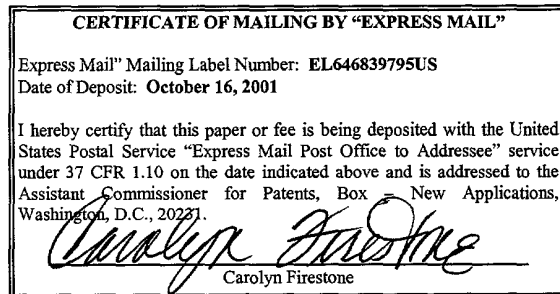 CERTIFICATE OF MAILING BY “EXPRESS MAIL”
Express Mail” Mailing Label Number: EL646839795US
Date of Deposit: October 16, 2001
I hereby certify that this paper or fee is being deposited with the United
States Postal Service “Express Mail Post Office to Addressee” service
under 37 CFR 1.10 on the date indicated above and is addressed to the
Assistant Commissioner for Patents, Box – New Applications,
Washington, D.C., 20231.
Carolyn Firestone
Carolyn Firestone